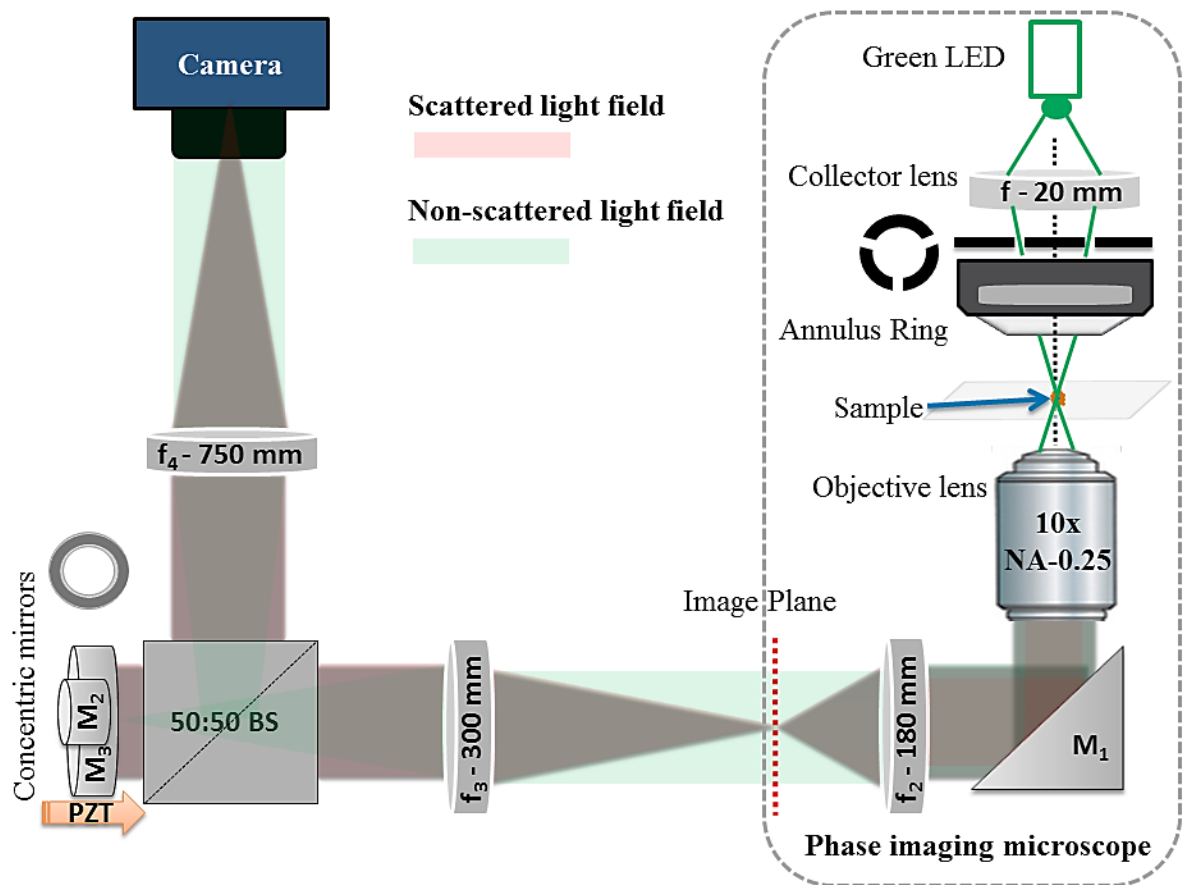 Camera
Scattered light field
Non-scattered light field
Green LED
Collector lens
f - 20 mm
Annulus Ring
Sample
Objective lens
10x
NA-0.25
Image Plane
f₄ - 750 mm
Concentric mirrors
M₂
M₃
PZT
50:50 BS
f₃ - 300 mm
f₂ - 180 mm
M₁
Phase imaging microscope